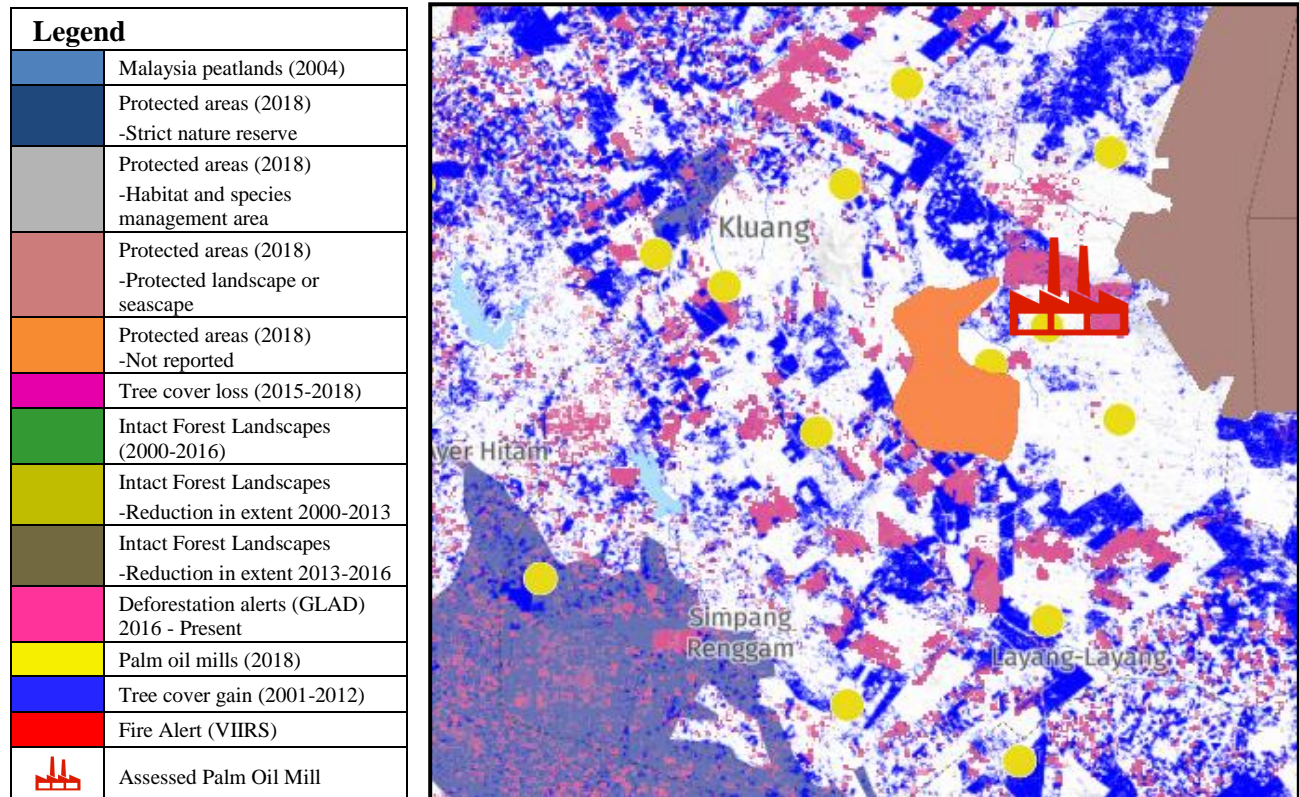 Legend
Malaysia peatlands (2004)
Protected areas (2018)
-Strict nature reserve
Protected areas (2018)
-Habitat and species
management area
Protected areas (2018)
-Protected landscape or
seascape
Protected areas (2018)
-Not reported
Tree cover loss (2015-2018)
Intact Forest Landscapes
(2000-2016)
Intact Forest Landscapes
-Reduction in extent 2000-2013
Intact Forest Landscapes
-Reduction in extent 2013-2016
Deforestation alerts (GLAD)
2016 - Present
Palm oil mills (2018)
Tree cover gain (2001-2012)
Fire Alert (VIIRS)
Assessed Palm Oil Mill
Kluang
yer Hitam
Simpang
Renggam
Layang-Layang